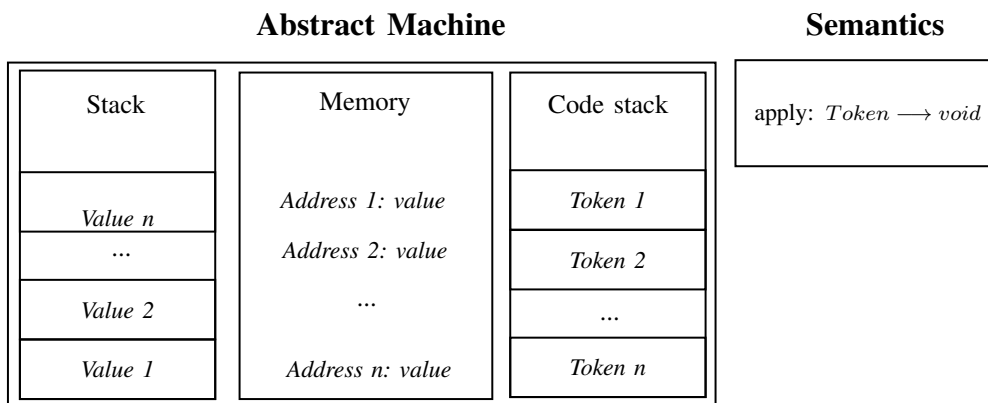 Abstract Machine
Semantics
Stack
Memory
Code stack
apply: Token ⟶ void
Value n
Address 1: value
Token 1
...
Address 2: value
Token 2
Value 2
...
...
Value 1
Address n: value
Token n